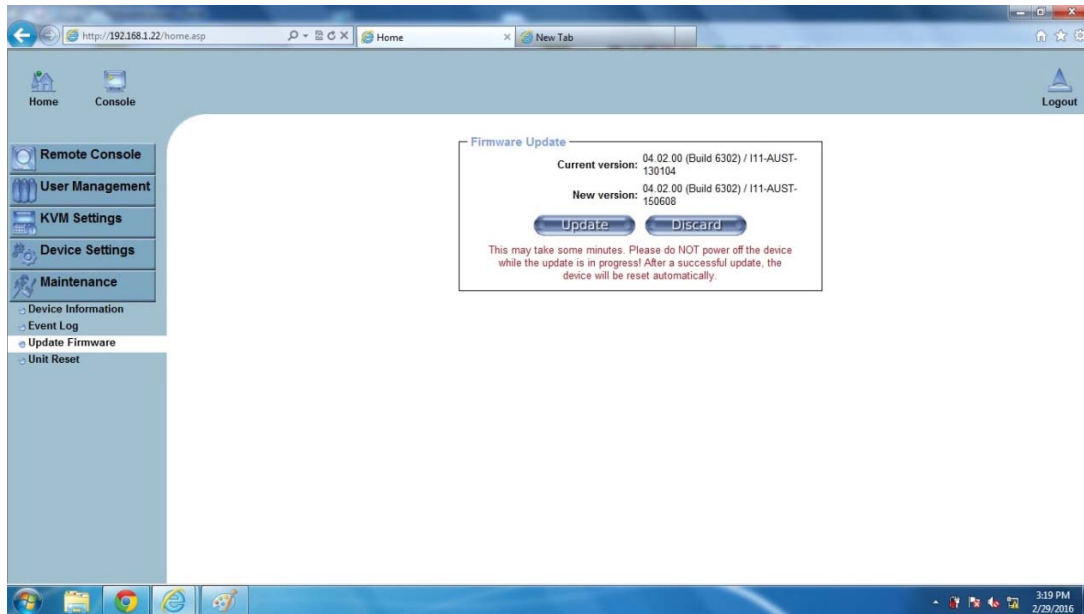 http://192.168.1.22/home.asp
Home
New Tab
Home
Console
Logout
Remote Console
User Management
KVM Settings
Device Settings
Maintenance
Device Information
Event Log
Update Firmware
Unit Reset
Firmware Update
Current version: 04.02.00 (Build 6302) / I11-AUST-
130104
New version: 04.02.00 (Build 6302) / I11-AUST-
150608
Update
Discard
This may take some minutes. Please do NOT power off the device
while the update is in progress! After a successful update, the
device will be reset automatically.
3:19 PM
2/29/2016